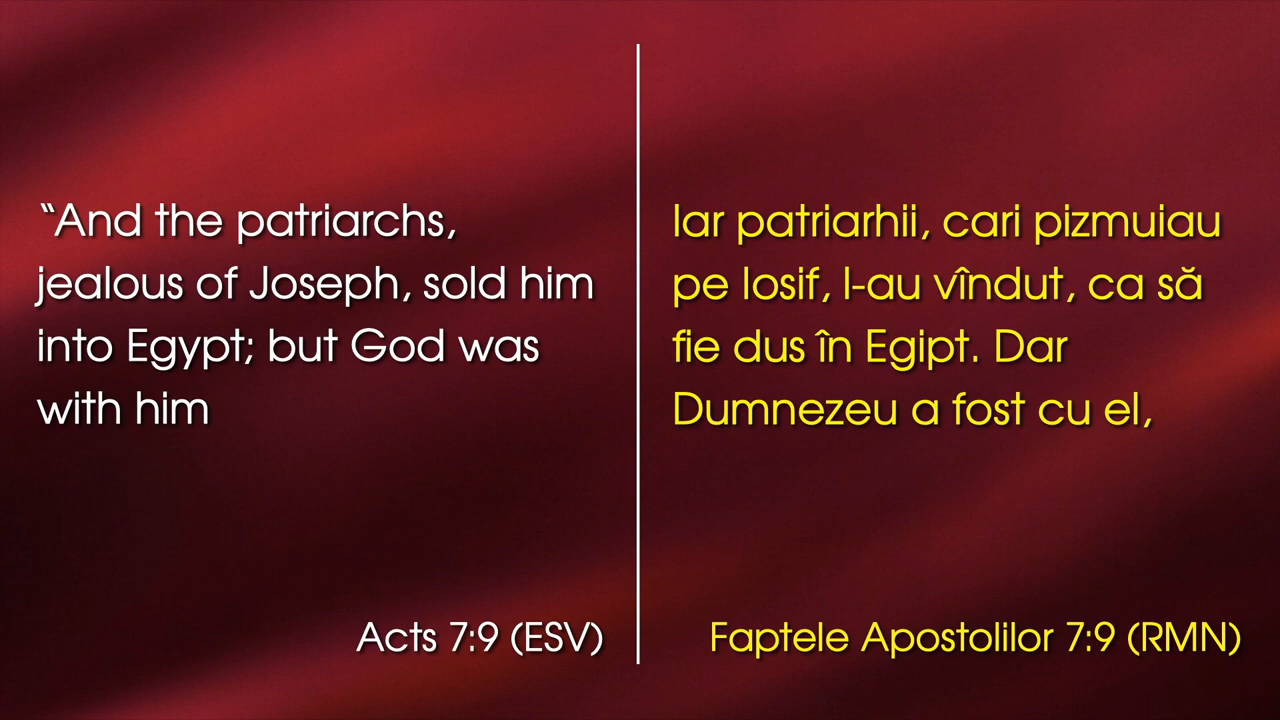 “And the patriarchs,
jealous of Joseph, sold him
into Egypt; but God was
with him
Acts 7:9 (ESV)
Iar patriarhii, cari pizmuiau
pe Iosif, l-au vîndut, ca să
fie dus în Egipt. Dar
Dumnezeu a fost cu el,
Faptele Apostolilor 7:9 (RMN)